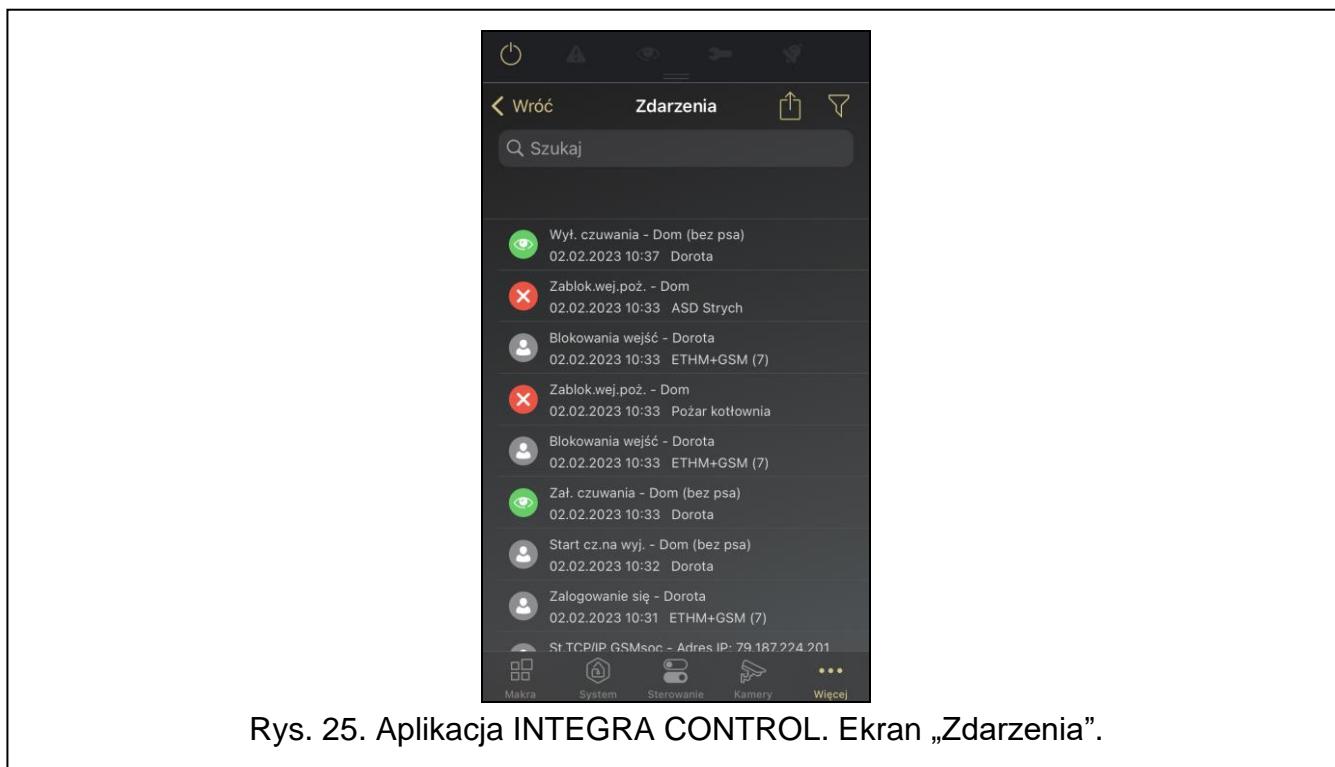 Wróć
Zdarzenia
Szukaj
Wył. czuwania - Dom (bez psa)
02.02.2023 10:37 Dorota
Zablok.wej.poż. - Dom
02.02.2023 10:33 ASD Strych
Blokowania wejść - Dorota
02.02.2023 10:33 ETHM+GSM (7)
Zablok.wej.poż. - Dom
02.02.2023 10:33 Pożar kotłownia
Blokowania wejść - Dorota
02.02.2023 10:33 ETHM+GSM (7)
Zał. czuwania - Dom (bez psa)
02.02.2023 10:33 Dorota
Start cz.na wyj. - Dom (bez psa)
02.02.2023 10:32 Dorota
Zalogowanie się - Dorota
02.02.2023 10:31 ETHM+GSM (7)
St.TCP/IP GSMsoc - Adres IP: 79.187.224.201
Makra System Sterowanie Kamery Więcej
Rys. 25. Aplikacja INTEGRA CONTROL. Ekran „Zdarzenia”.